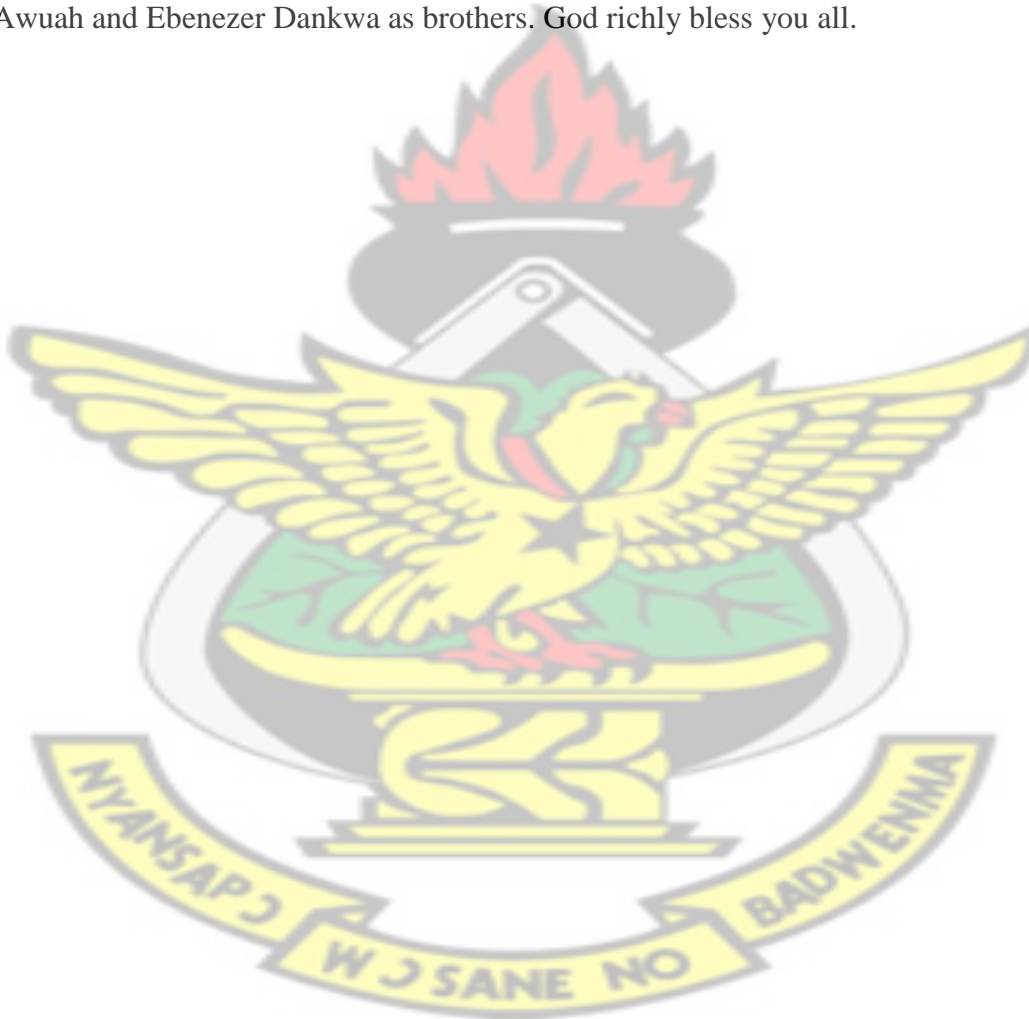 Awuah and Ebenezer Dankwa as brothers. God richly bless you all.
NYANSAPƆ
WƆSANE NO
BADWENMA